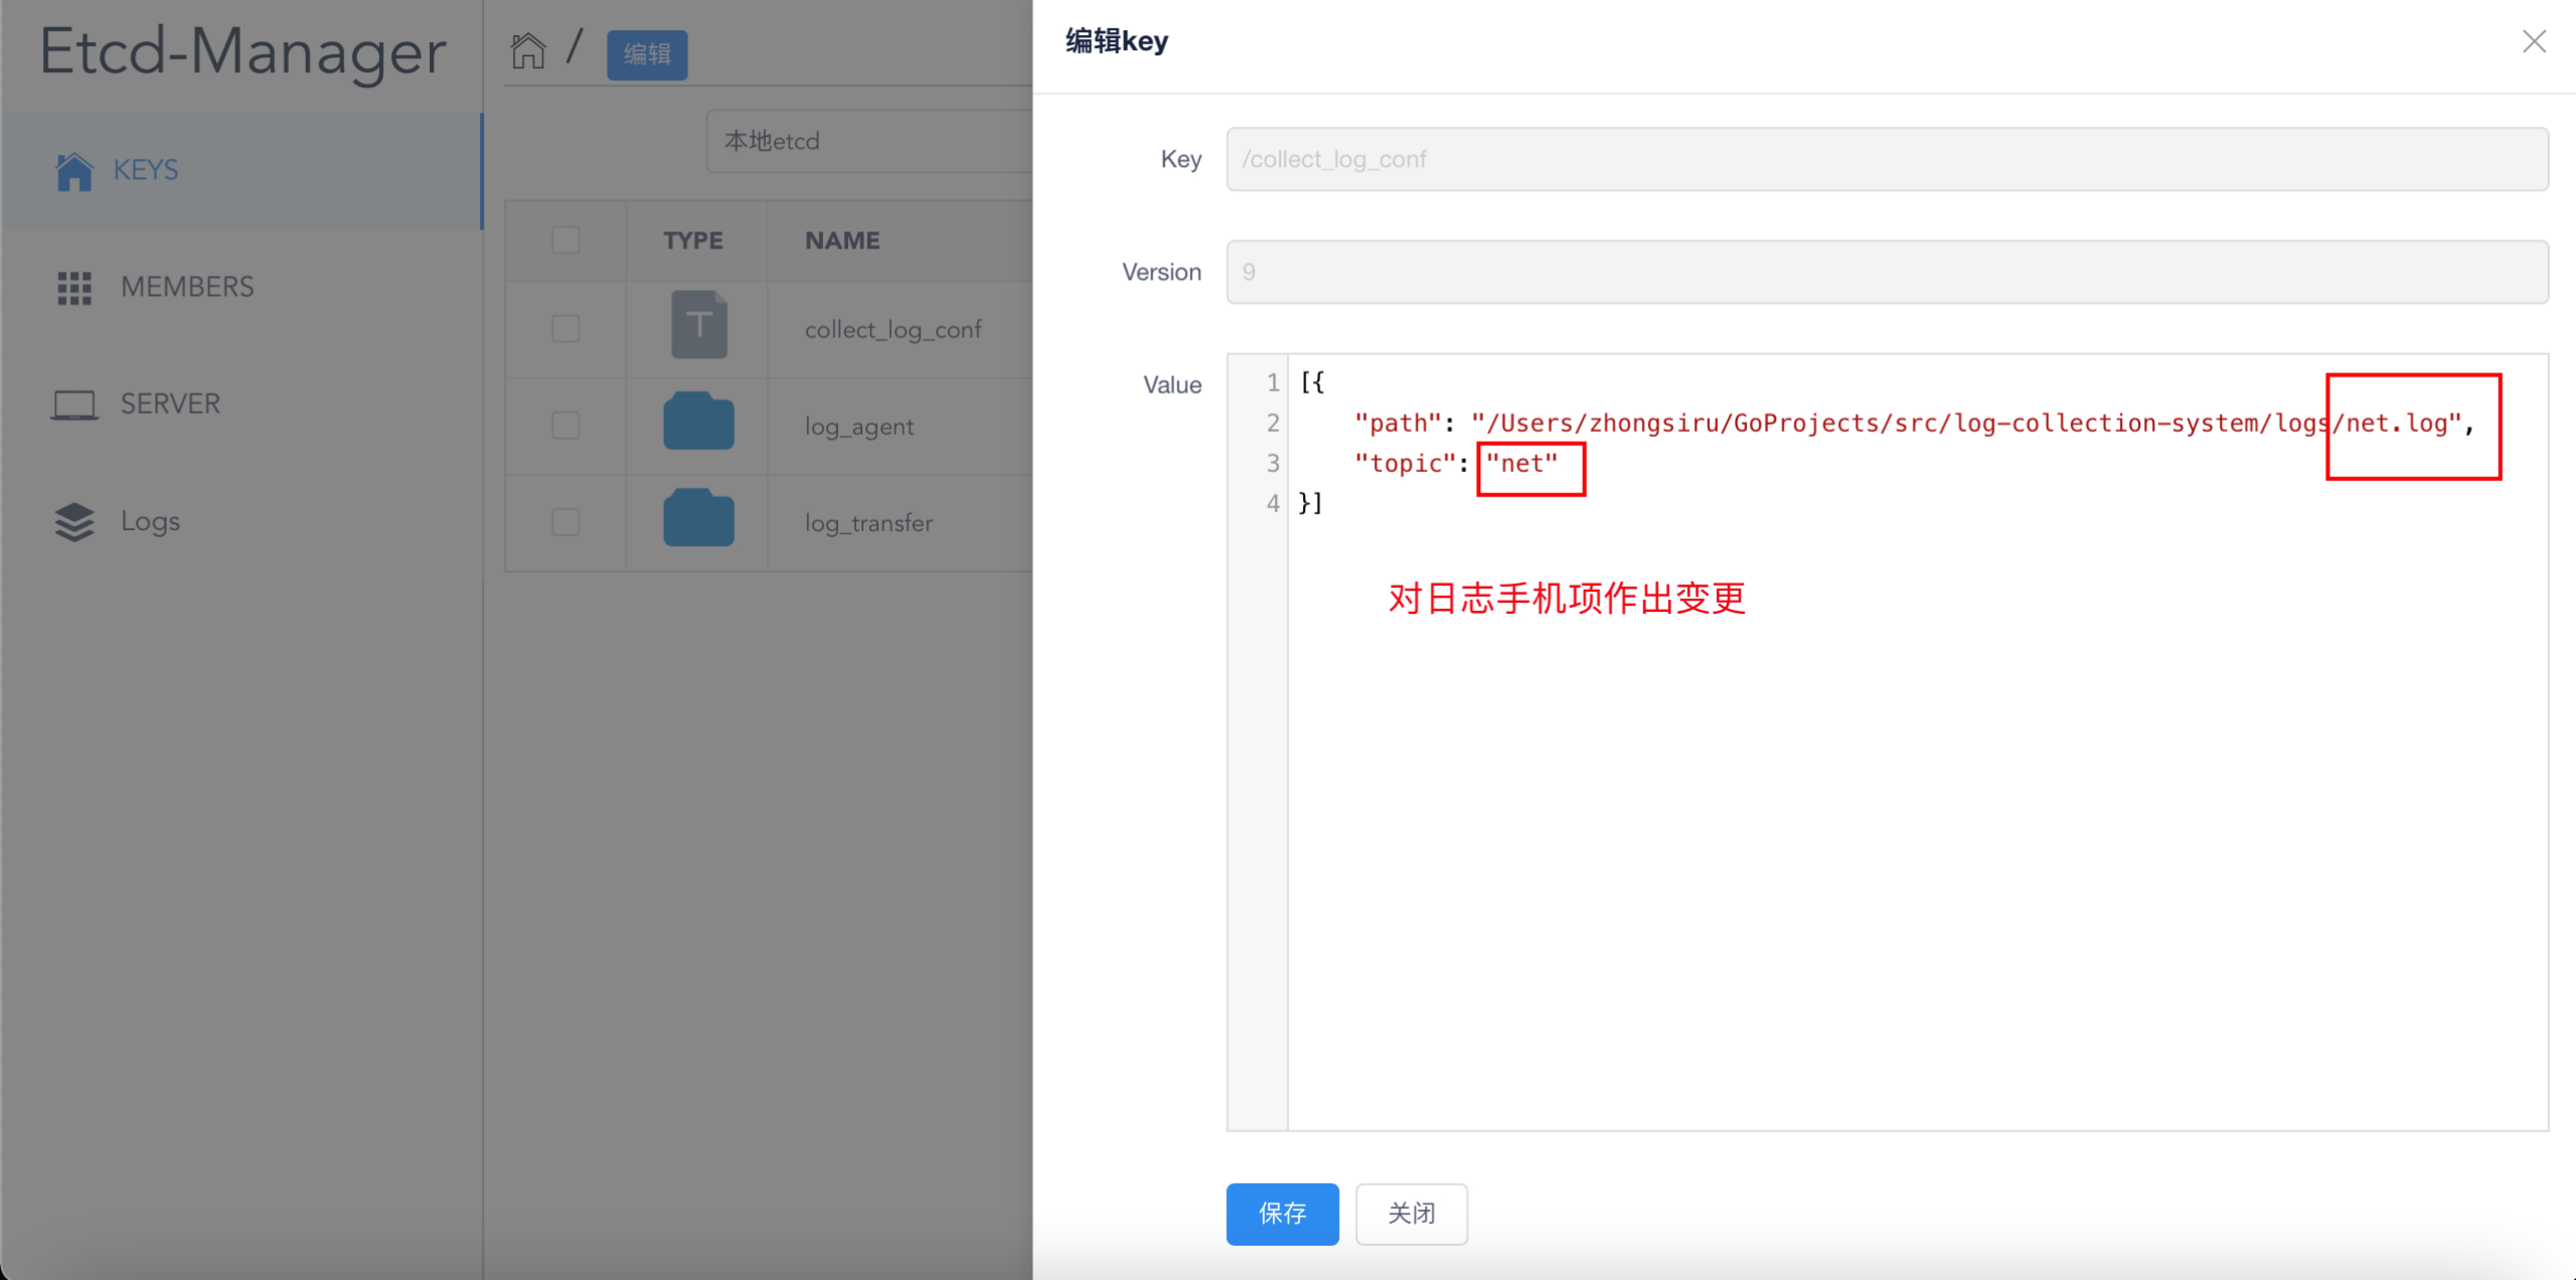 Etcd-Manager
KEYS
MEMBERS
SERVER
Logs
/ 编辑
本地etcd
TYPE NAME
T collect_log_conf
log_agent
log_transfer
编辑key
Key /collect_log_conf
Version 9
Value
1 [{
2 "path": "/Users/zhongsiru/GoProjects/src/log-collection-system/logs/net.log",
3 "topic": "net"
4 }]
对日志手机项作出变更
保存 关闭